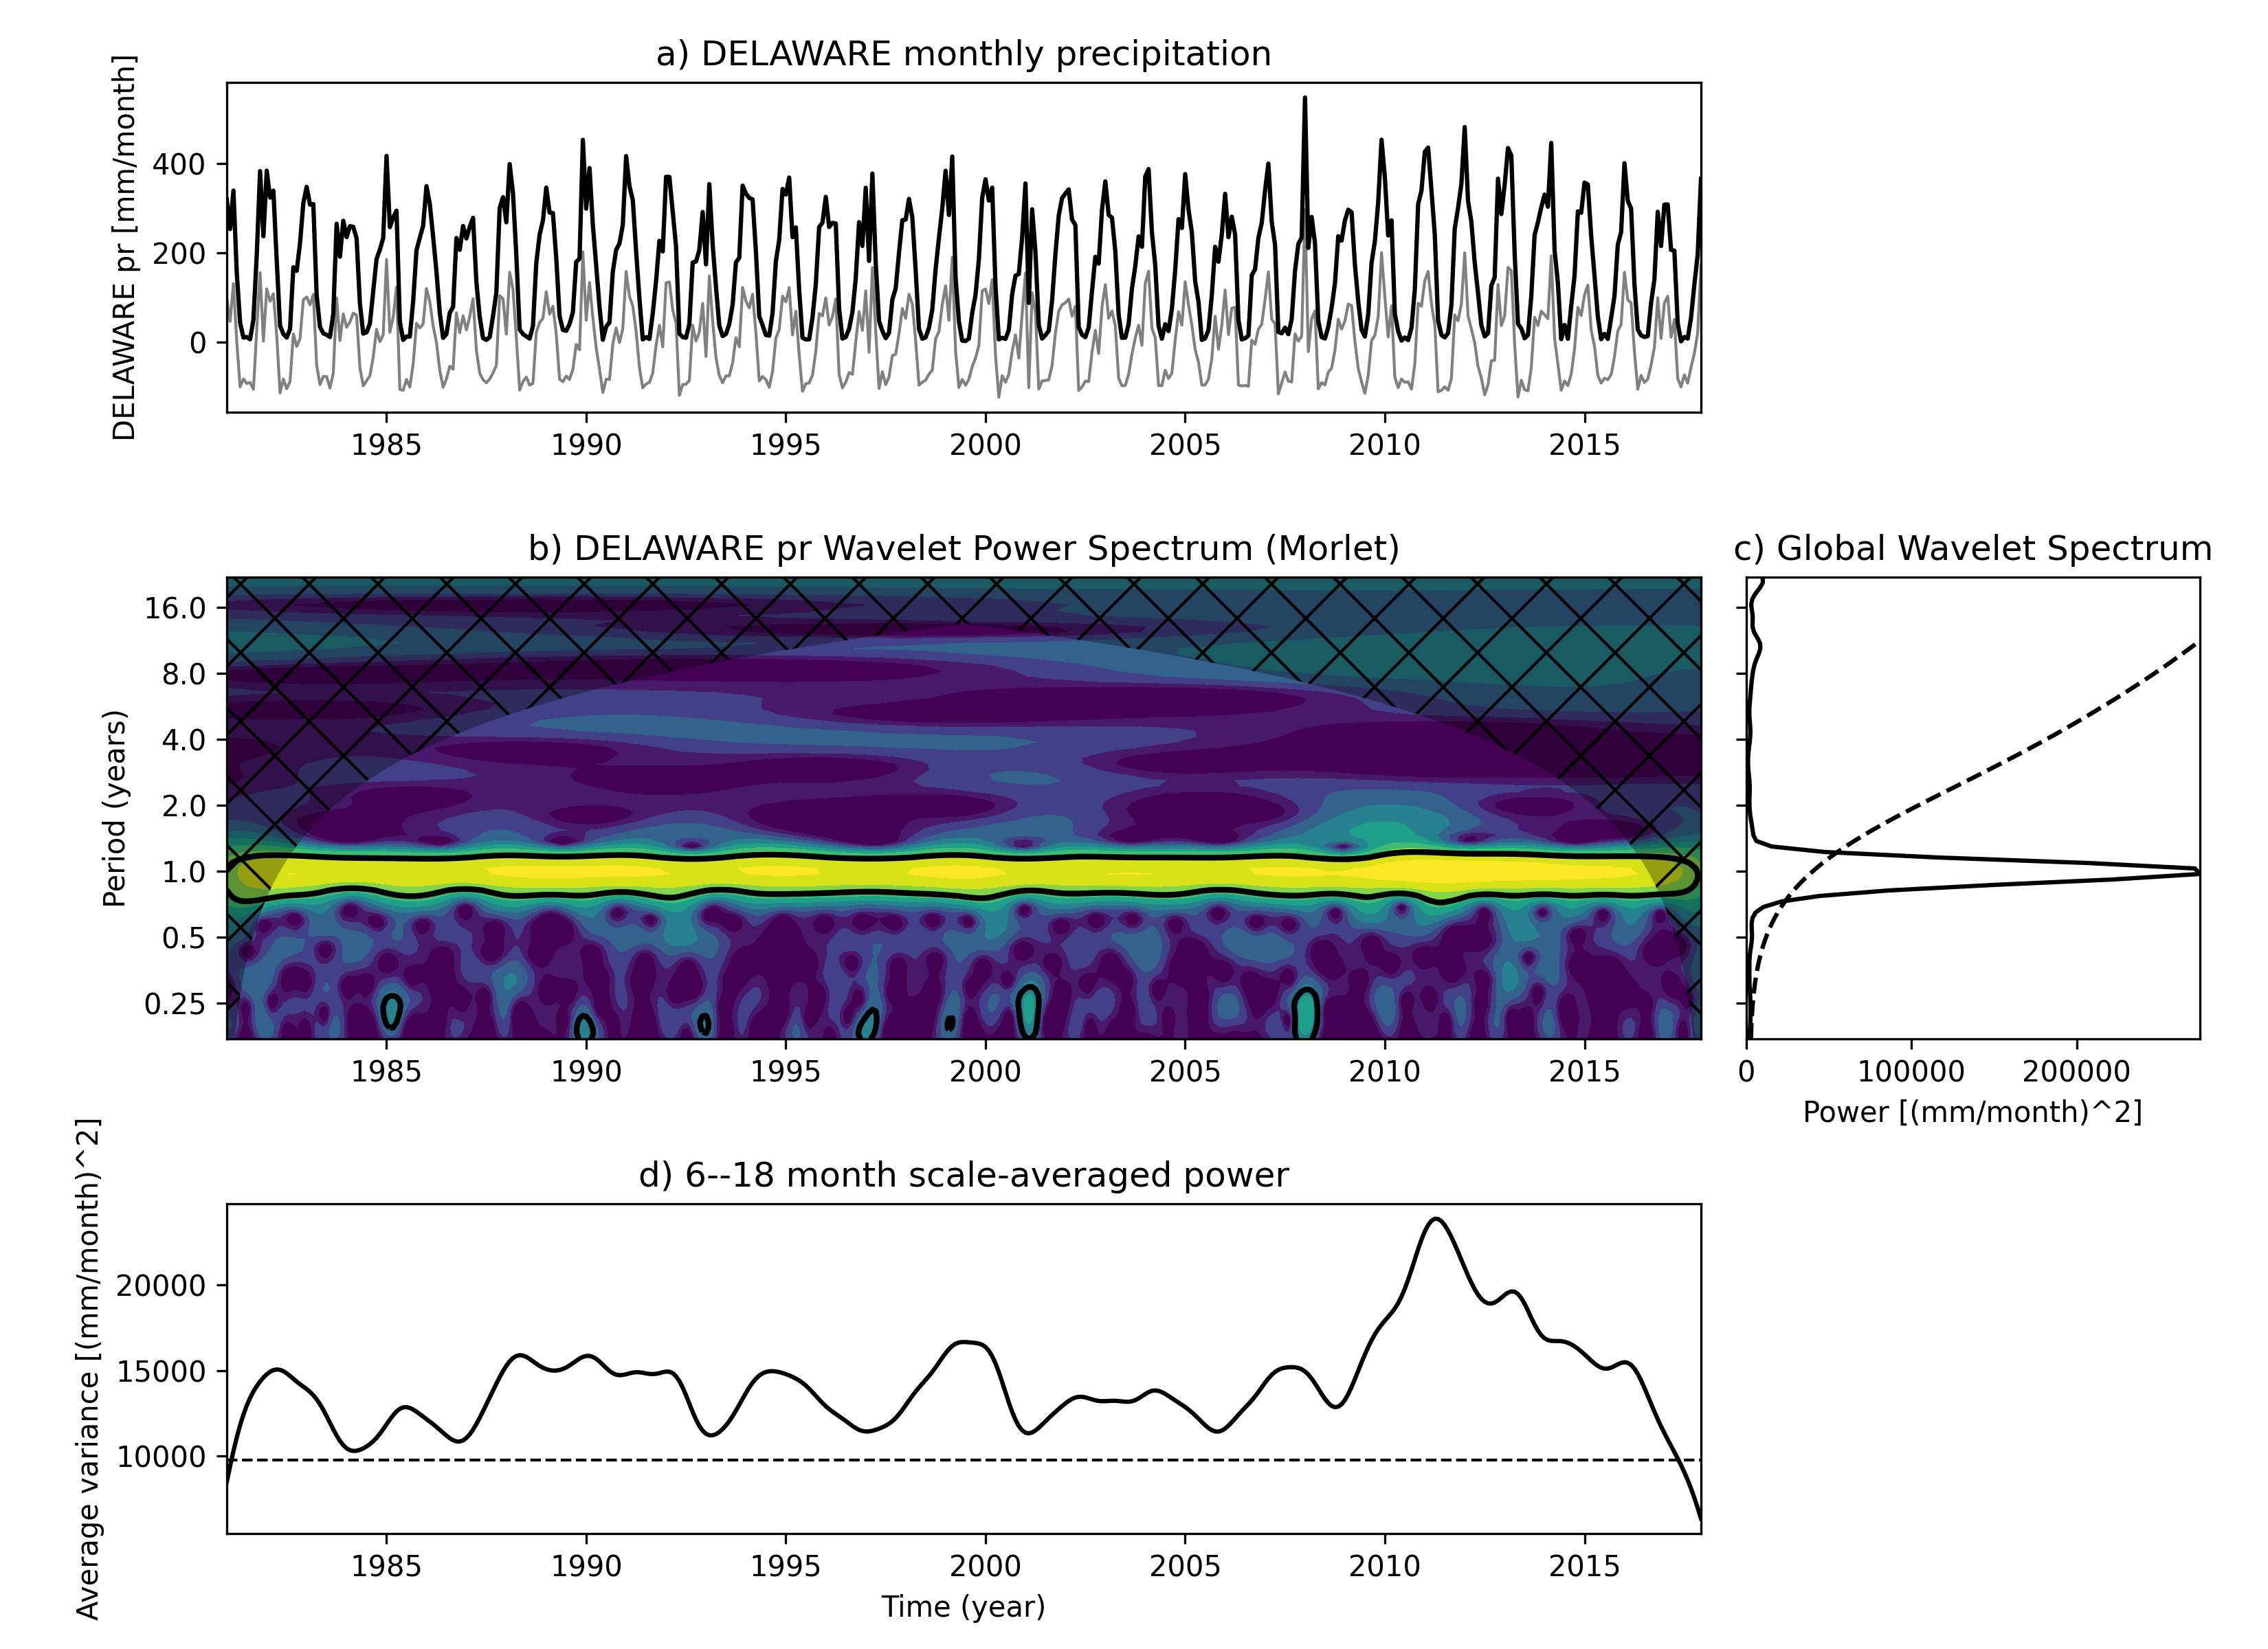 a) DELAWARE monthly precipitation
DELAWARE pr [mm/month]
400
200
0
1985 1990 1995 2000 2005 2010 2015
b) DELAWARE pr Wavelet Power Spectrum (Morlet)
Period (years)
16.0
8.0
4.0
2.0
1.0
0.5
0.25
1985 1990 1995 2000 2005 2010 2015
c) Global Wavelet Spectrum
0 100000 200000
Power [(mm/month)^2]
d) 6--18 month scale-averaged power
Average variance [(mm/month)^2]
20000
15000
10000
1985 1990 1995 2000 2005 2010 2015
Time (year)